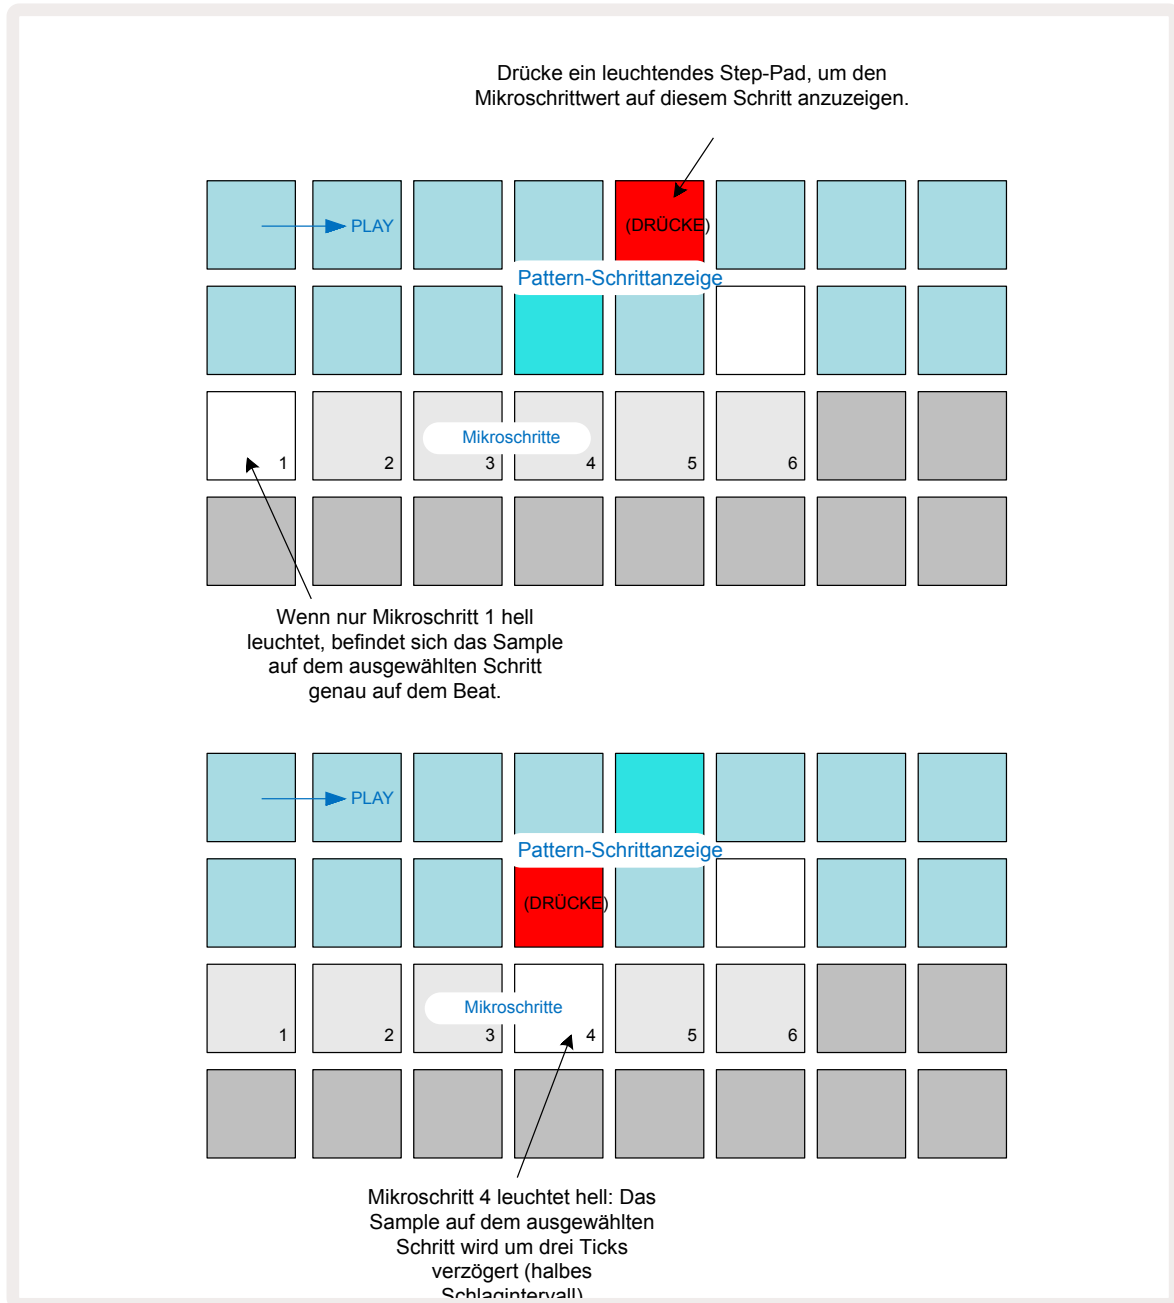 Drücke ein leuchtendes Step-Pad, um den
Mikroschrittwert auf diesem Schritt anzuzeigen.
PLAY
(DRÜCKE)
Pattern-Schrittanzeige
Mikroschritte
1 2 3 4 5 6
Wenn nur Mikroschritt 1 hell
leuchtet, befindet sich das Sample
auf dem ausgewählten Schritt
genau auf dem Beat.
PLAY
Pattern-Schrittanzeige
(DRÜCKE)
Mikroschritte
1 2 3 4 5 6
Mikroschritt 4 leuchtet hell: Das
Sample auf dem ausgewählten
Schritt wird um drei Ticks
verzögert (halbes
Schlagintervall)